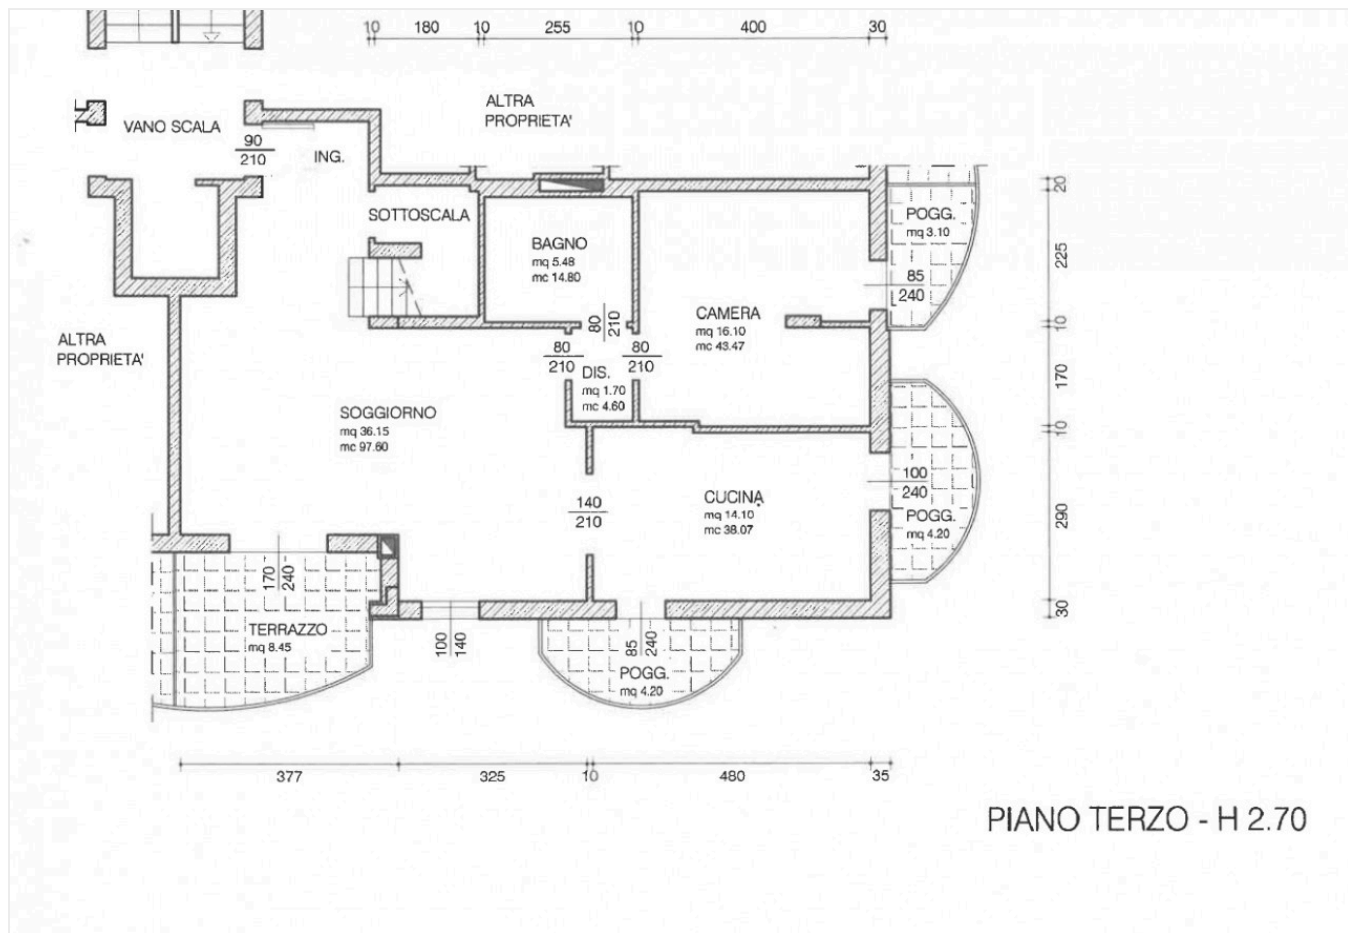 10 180 10 255 10 400 30
ALTRA
PROPRIETA'
VANO SCALA
90
210
ING.
SOTTOSCALA
BAGNO
mq 5.48
mc 14.80
POGG.
mq 3.10
85
240
20
225
10
170
10
290
30
CAMERA
mq 16.10
mc 43.47
80
210
80
210
80
210
DIS.
mq 1.70
mc 4.60
ALTRA
PROPRIETA'
SOGGIORNO
mq 36.15
mc 97.60
140
210
CUCINA
mq 14.10
mc 38.07
100
240
POGG.
mq 4.20
170
240
TERRAZZO
mq 8.45
100
140
85
240
POGG.
mq 4.20
377 325 10 480 35
PIANO TERZO - H 2.70